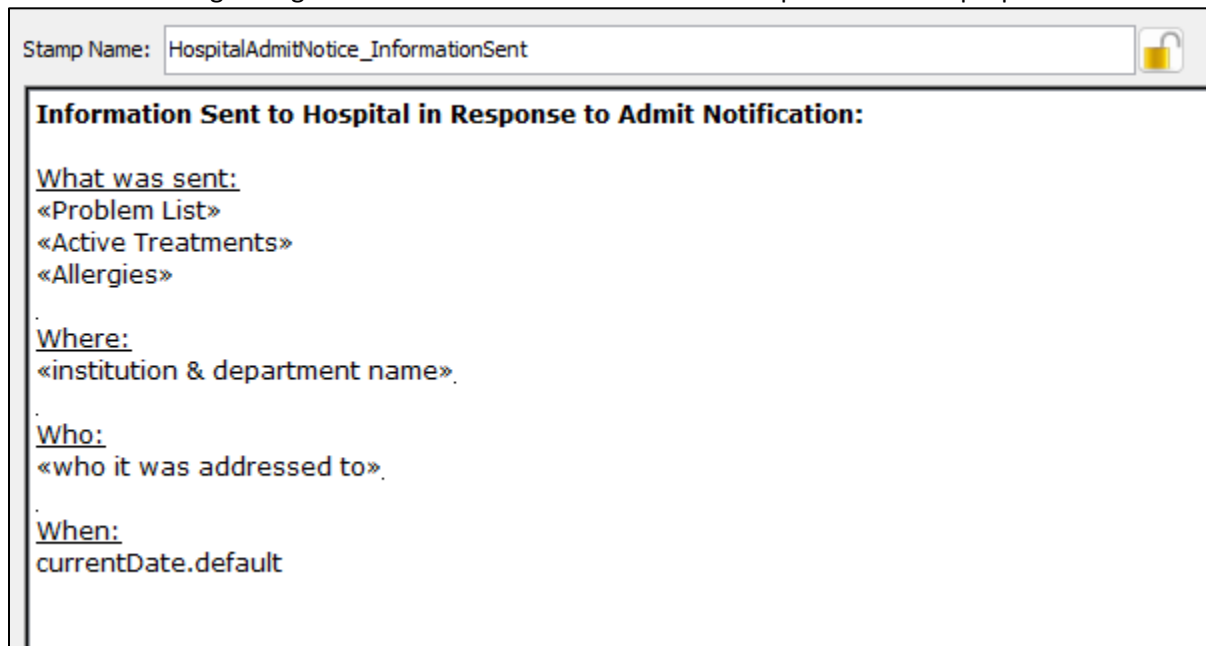 Stamp Name: HospitalAdmitNotice_InformationSent
Information Sent to Hospital in Response to Admit Notification:
What was sent:
«Problem List»
«Active Treatments»
«Allergies»
.
Where:
«institution & department name».
.
Who:
«who it was addressed to».
.
When:
currentDate.default